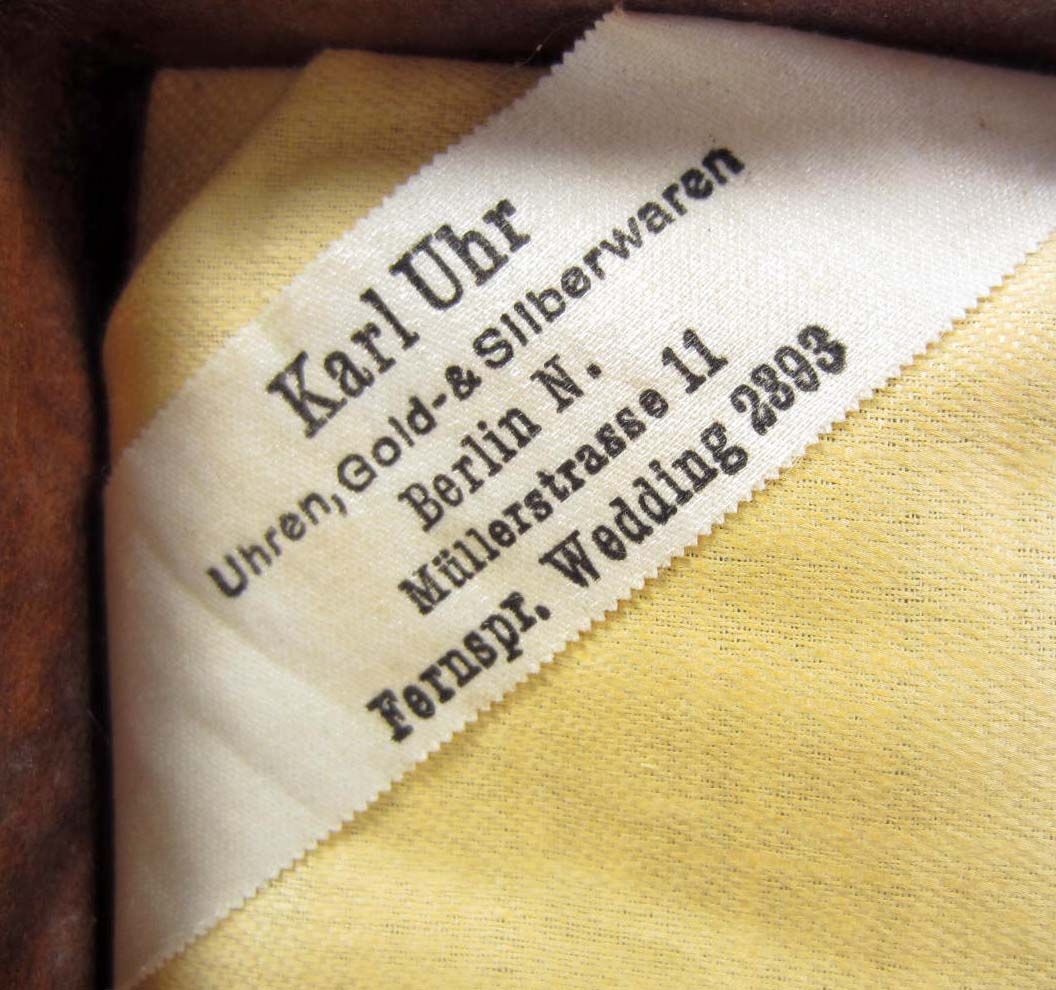 Karl Uhr
Uhren, Gold-& Silberwaren
Berlin N.
Müllerstrasse 11
Fernspr. Wedding 2393